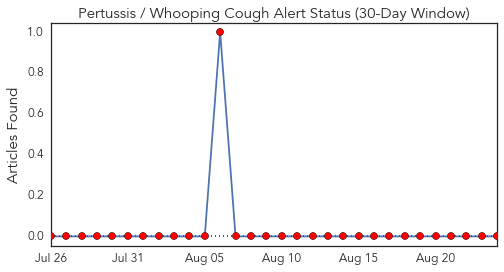 Pertussis / Whooping Cough Alert Status (30-Day Window)
Articles Found
1.0
0.8
0.6
0.4
0.2
0.0
Jul 26 Jul 31 Aug 05 Aug 10 Aug 15 Aug 20